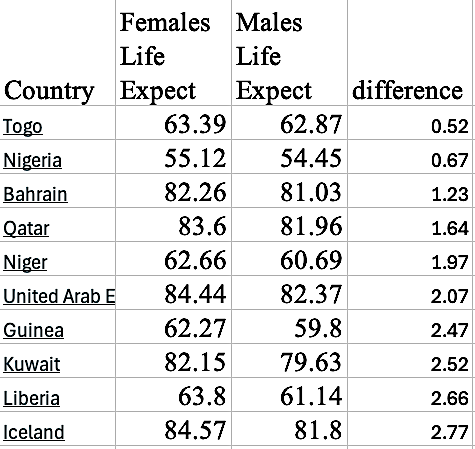 Country Females Life Expect Males Life Expect difference
Togo 63.39 62.87 0.52
Nigeria 55.12 54.45 0.67
Bahrain 82.26 81.03 1.23
Qatar 83.6 81.96 1.64
Niger 62.66 60.69 1.97
United Arab E 84.44 82.37 2.07
Guinea 62.27 59.8 2.47
Kuwait 82.15 79.63 2.52
Liberia 63.8 61.14 2.66
Iceland 84.57 81.8 2.77